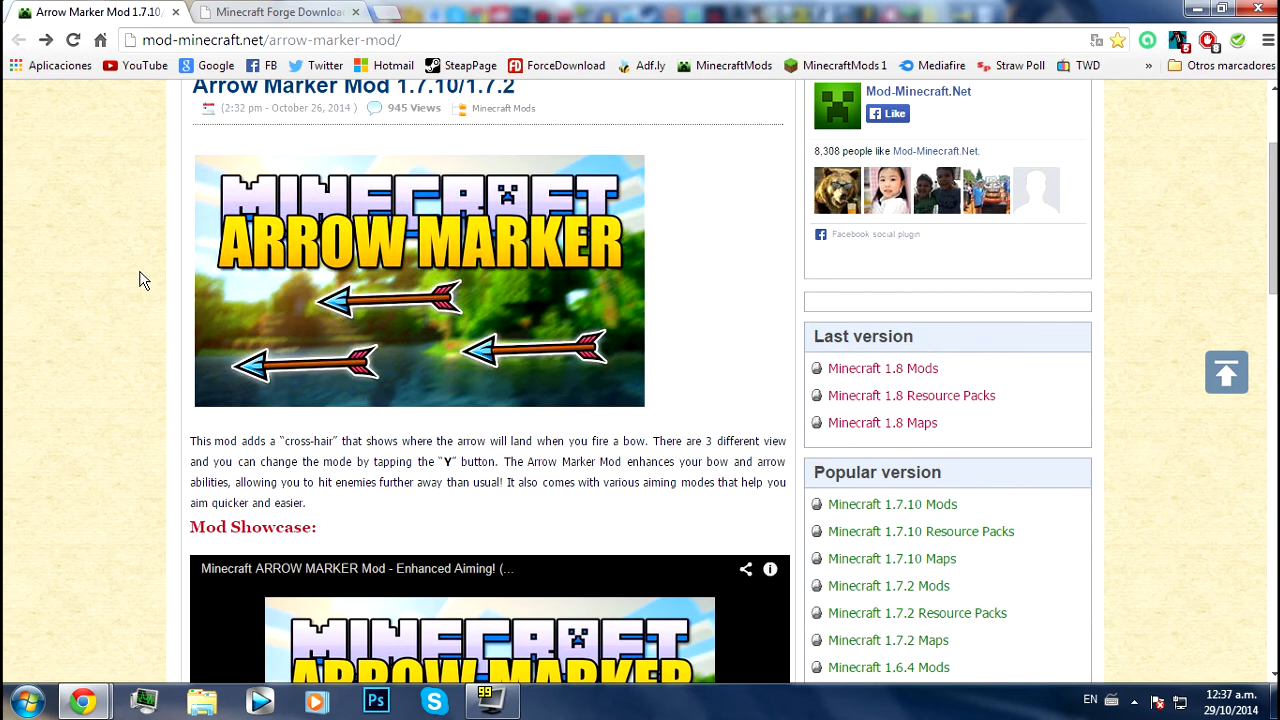 Arrow Marker Mod 1.7.10/
Minecraft Forge Downloa
mod-minecraft.net/arrow-marker-mod/
5
8
Aplicaciones
YouTube
Google
FB
Twitter
Hotmail
SteapPage
ForceDownload
Adf.ly
MinecraftMods
MinecraftMods1
Mediafire
Straw Poll
TWD
»
Otros marcadores
Arrow Marker Mod 1.7.10/1.7.2
(2:32 pm - October 26, 2014 )
945 Views
Minecraft Mods
MINECRAFT
ARROW MARKER
This mod adds a “cross-hair” that shows where the arrow will land when you fire a bow. There are 3 different view
and you can change the mode by tapping the “Y” button. The Arrow Marker Mod enhances your bow and arrow
abilities, allowing you to hit enemies further away than usual! It also comes with various aiming modes that help you
aim quicker and easier.
Mod Showcase:
Minecraft ARROW MARKER Mod - Enhanced Aiming! (...
MINECRAFT
ARROW MARKER
Mod-Minecraft.Net
Like
8,308 people like Mod-Minecraft.Net.
Facebook social plugin
Last version
Minecraft 1.8 Mods
Minecraft 1.8 Resource Packs
Minecraft 1.8 Maps
Popular version
Minecraft 1.7.10 Mods
Minecraft 1.7.10 Resource Packs
Minecraft 1.7.10 Maps
Minecraft 1.7.2 Mods
Minecraft 1.7.2 Resource Packs
Minecraft 1.7.2 Maps
Minecraft 1.6.4 Mods
Ps
99
EN
12:37 a.m.
29/10/2014